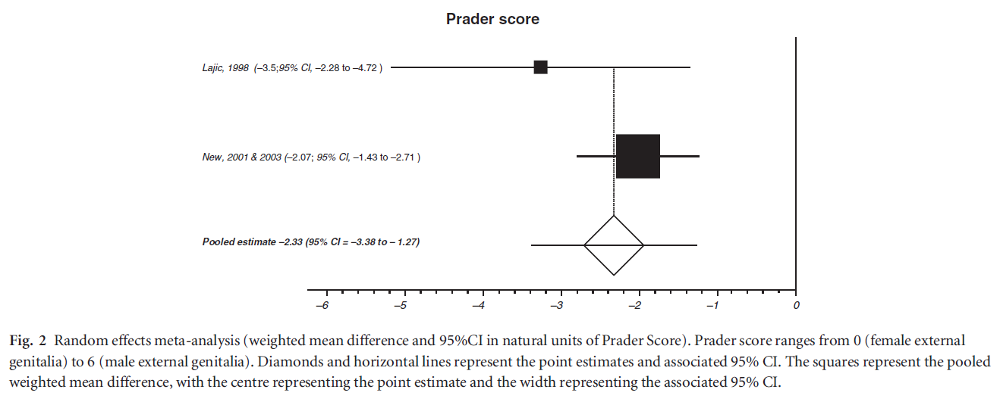 Prader score
Lajic, 1998 (–3.5;95% CI, –2.28 to –4.72 )
New, 2001 & 2003 (–2.07; 95% CI, –1.43 to –2.71 )
Pooled estimate –2.33 (95% CI = –3.38 to – 1.27)
–6 –5 –4 –3 –2 –1 0
Fig. 2 Random effects meta-analysis (weighted mean difference and 95%CI in natural units of Prader Score). Prader score ranges from 0 (female external
genitalia) to 6 (male external genitalia). Diamonds and horizontal lines represent the point estimates and associated 95% CI. The squares represent the pooled
weighted mean difference, with the centre representing the point estimate and the width representing the associated 95% CI.